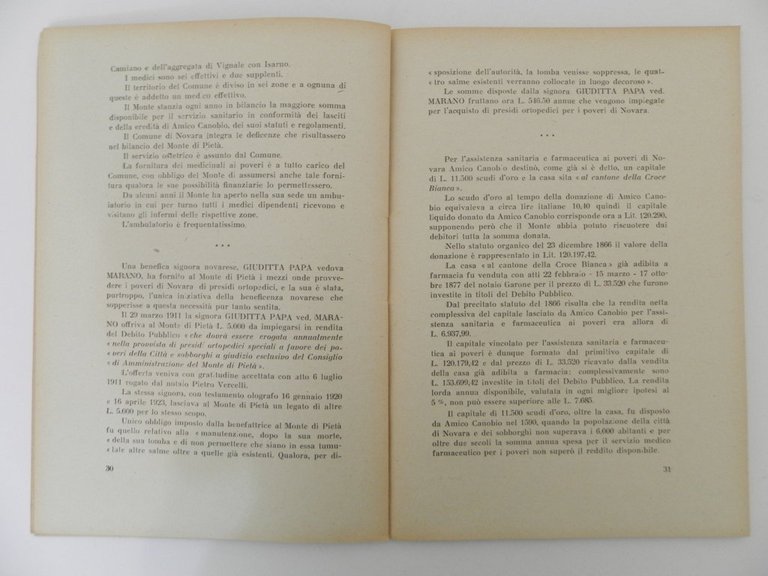 Camiano e dell'aggregata di Vignale con Isarno.
I medici sono sei effettivi e due supplenti.
Il territorio del Comune è diviso in sei zone e a ognuna di
queste è addetto un medico effettivo.
Il Monte stanzia ogni anno in bilancio la maggiore somma
disponibile per il servizio sanitario in conformità dei lasciti
e della eredità di Amico Canobio, dei suoi statuti e regolamenti.
Il Comune di Novara integra le deficenze che risultassero
nel bilancio del Monte di Pietà.
Il servizio ostetrico è assunto dal Comune.
La fornitura dei medicinali ai poveri è a tutto carico del
Comune, con obbligo del Monte di assumersi anche tale forni-
tura qualora le sue possibilità finanziarie lo permettessero.
Da alcuni anni il Monte ha aperto nella sua sede un ambu-
latorio in cui per turno tutti i medici dipendenti ricevono e
visitano gli infermi delle rispettive zone.
L'ambulatorio è frequentatissimo.
* * *
Una benefica signora novarese, GIUDITTA PAPA vedova
MARANO, ha fornito al Monte di Pietà i mezzi onde provve-
dere i poveri di Novara di presidi ortopedici, e la sua è stata,
purtroppo, l'unica iniziativa della beneficenza novarese che
sopperisse a questa necessità pur tanto sentita.
Il 29 marzo 1911 la signora GIUDITTA PAPA ved. MARA-
NO offriva al Monte di Pietà L. 5.000 da impiegarsi in rendita
del Debito Pubblico « che dovrà essere erogata annualmente
« nella provvista di presidi ortopedici speciali a favore dei po-
« veri della Città e sobborghi a giudizio esclusivo del Consiglio
« di Amministrazione del Monte di Pietà ».
L'offerta veniva con gratitudine accettata con atto 6 luglio
1911 rogato dal notaio Pietro Vercelli.
La stessa signora, con testamento olografo 16 gennaio 1920
e 16 aprile 1923, lasciava al Monte di Pietà un legato di altre
L. 5.000 per lo stesso scopo.
Unico obbligo imposto dalla benefattrice al Monte di Pietà
fu quello relativo alla « manutenzione, dopo la sua morte,
« della sua tomba e di non permettere che siano in essa tumu-
« late altre salme oltre a quelle già esistenti. Qualora, per di-
30
« sposizione dell'autorità, la tomba venisse soppressa, le quat-
« tro salme esistenti verranno collocate in luogo decoroso ».
Le somme disposte dalla signora GIUDITTA PAPA ved.
MARANO fruttano ora L. 546.50 annue che vengono impiegate
per l'acquisto di presidi ortopedici per i poveri di Novara.
* * *
Per l'assistenza sanitaria e farmaceutica ai poveri di No-
vara Amico Canobio destinò, come già si è detto, un capitale
di L. 11.500 scudi d'oro e la casa sita « al cantone della Croce
Bianca ».
Lo scudo d'oro al tempo della donazione di Amico Cano-
bio equivaleva a circa lire italiane 10,40 quindi il capitale
liquido donato da Amico Canobio corrisponde ora a Lit. 120.290,
supponendo però che il Monte abbia potuto riscuotere dai
debitori tutta la somma donata.
Nello statuto organico del 23 dicembre 1866 il valore della
donazione è rappresentato in Lit. 120.197,42.
La casa « al cantone della Croce Bianca » già adibita a
farmacia fu venduta con atti 22 febbraio - 15 marzo - 17 otto-
bre 1877 del notaio Garone per il prezzo di L. 33.520 che furono
investite in titoli del Debito Pubblico.
Dal precitato statuto del 1866 risulta che la rendita netta
complessiva del capitale lasciato da Amico Canobio per l'assi-
stenza sanitaria e farmaceutica ai poveri era allora di
L. 6.937,99.
Il capitale vincolato per l'assistenza sanitaria e farmaceu-
tica ai poveri è dunque formato dal primitivo capitale di
L. 120.179,42 e dal prezzo di L. 33.520 ricavato dalla vendita
della casa già adibita a farmacia: complessivamente sono
L. 153.699,42 investite in titoli del Debito Pubblico. La rendita
lorda annua disponibile, valutata in ogni migliore ipotesi al
5 %, non può essere superiore alle L. 7.685.
Il capitale di 11.500 scudi d'oro, oltre la casa, fu disposto
da Amico Canobio nel 1590, quando la popolazione della città
di Novara e dei sobborghi non superava i 6.000 abitanti e per
oltre due secoli la somma annua spesa per il servizio medico
farmaceutico per i poveri non superò il reddito disponibile.
31